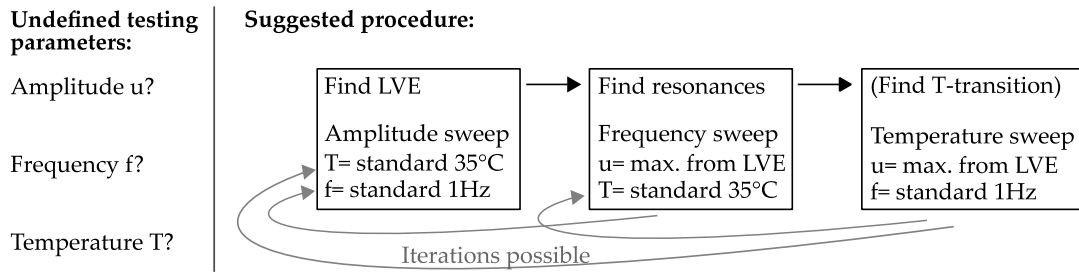 Undefined testing
parameters:
Amplitude u?
Frequency f?
Temperature T?
Suggested procedure:
Find LVE
Amplitude sweep
T= standard 35°C
f= standard 1Hz
Find resonances
Frequency sweep
u= max. from LVE
T= standard 35°C
(Find T-transition)
Temperature sweep
u= max. from LVE
f= standard 1Hz
Iterations possible